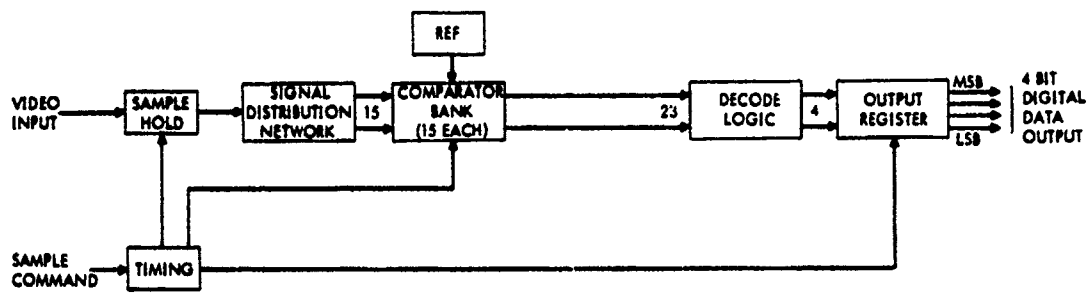 REF
VIDEO
INPUT
SAMPLE
HOLD
SIGNAL
DISTRIBUTION
NETWORK
15
COMPARATOR
BANK
(15 EACH)
23
DECODE
LOGIC
4
OUTPUT
REGISTER
MSB
LSB
4 BIT
DIGITAL
DATA
OUTPUT
SAMPLE
COMMAND
TIMING